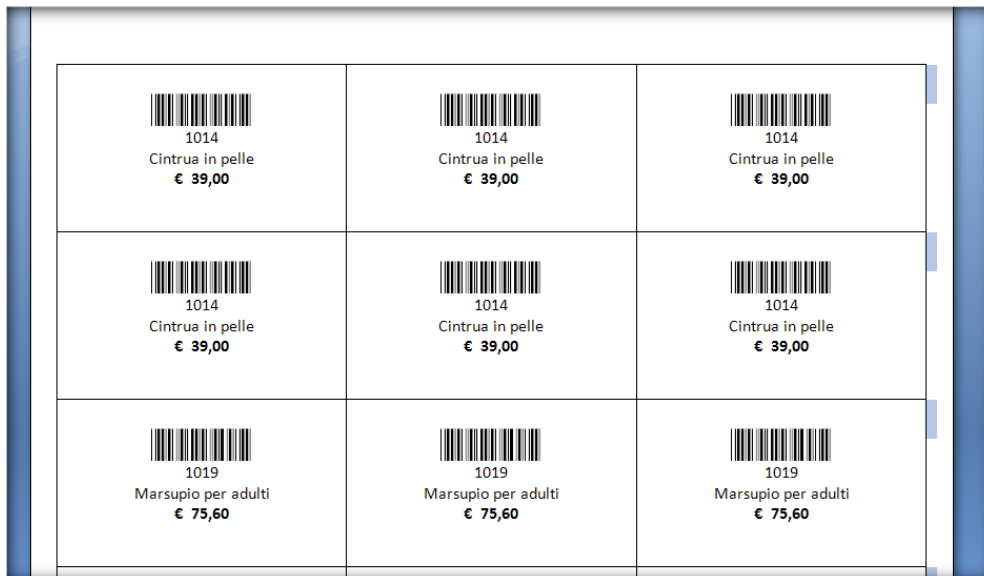 1014
Cintrua in pelle
€ 39,00
1014
Cintrua in pelle
€ 39,00
1014
Cintrua in pelle
€ 39,00
1014
Cintrua in pelle
€ 39,00
1014
Cintrua in pelle
€ 39,00
1014
Cintrua in pelle
€ 39,00
1019
Marsupio per adulti
€ 75,60
1019
Marsupio per adulti
€ 75,60
1019
Marsupio per adulti
€ 75,60